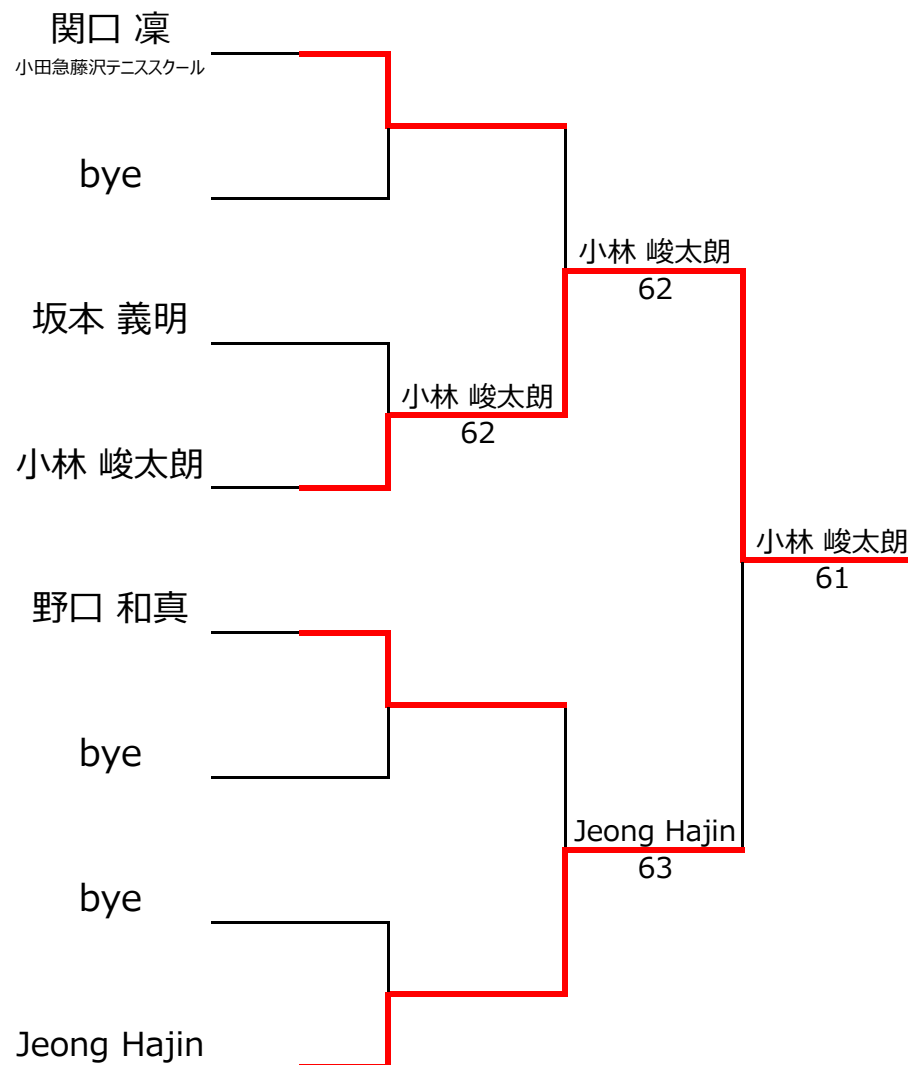 関口 凜
小田急藤沢テニススクール
bye
小林 峻太朗
62
坂本 義明
小林 峻太朗
62
小林 峻太朗
小林 峻太朗
61
野口 和真
bye
Jeong Hajin
63
bye
Jeong Hajin